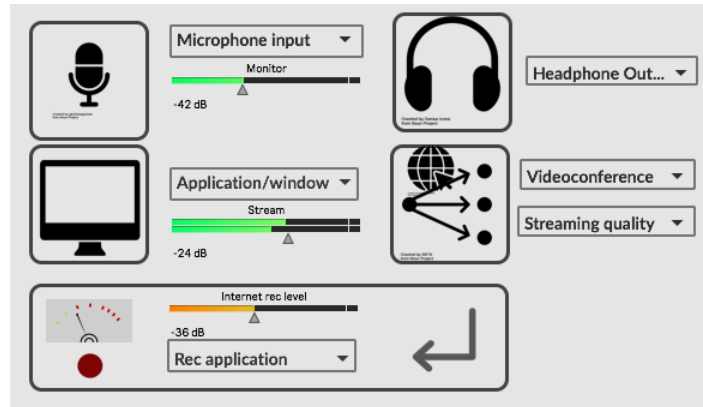 Microphone input
Monitor
-42 dB
Headphone Out...
Application/window
Stream
-24 dB
Videoconference
Streaming quality
Internet rec level
-36 dB
Rec application